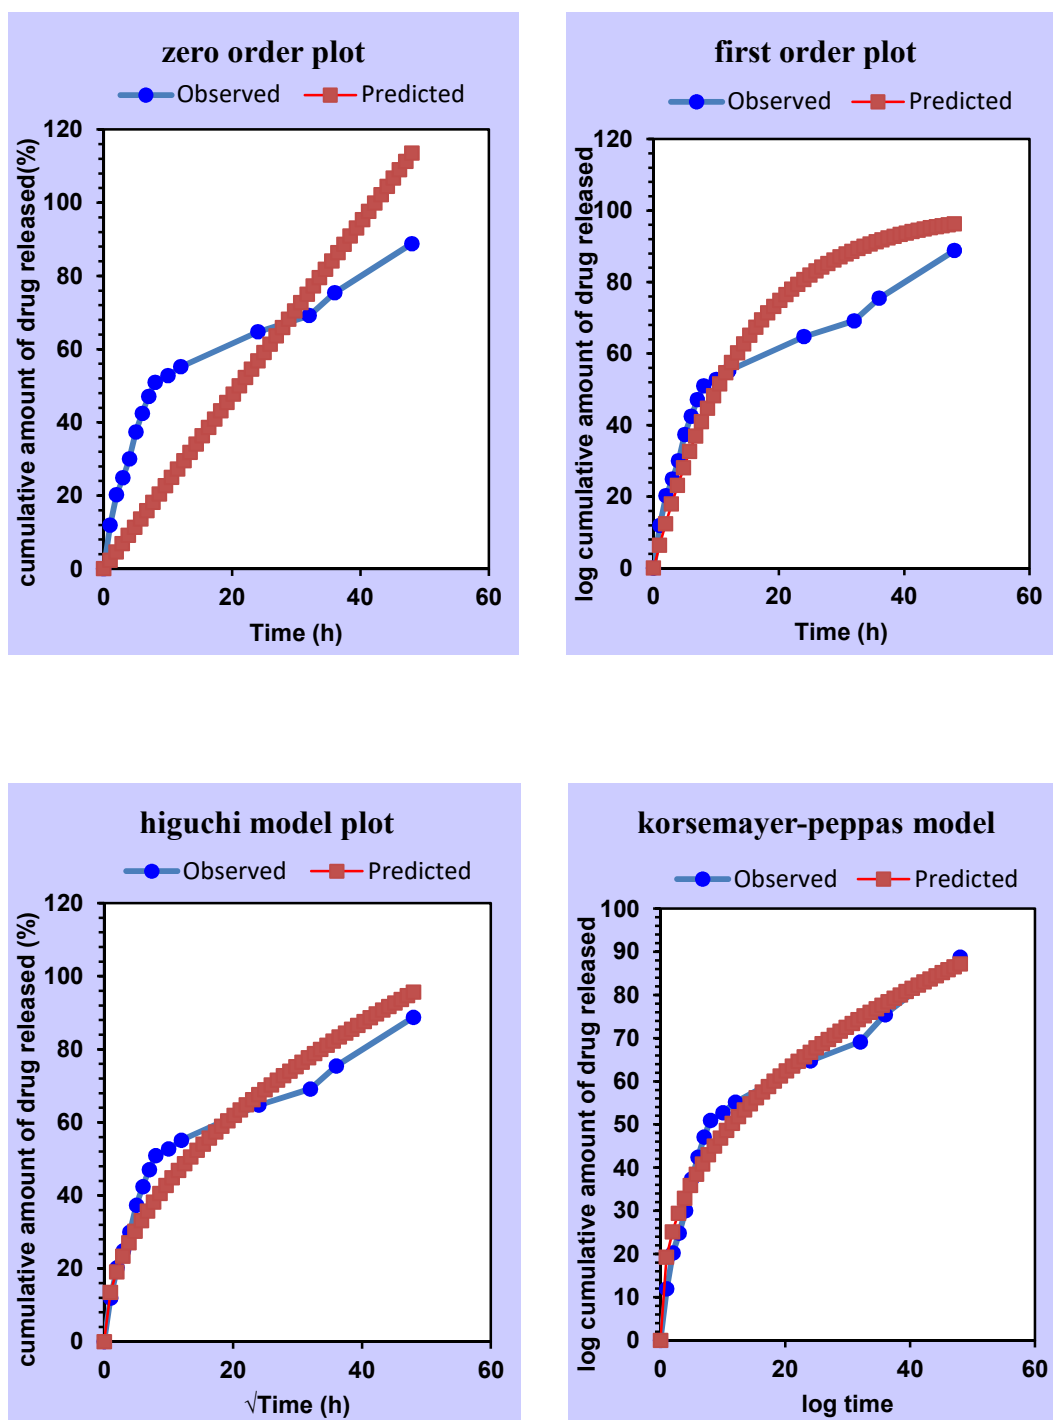 zero order plot
Observed Predicted
cumulative amount of drug released(%)
120
100
80
60
40
20
0
0 20 40 60
Time (h)
first order plot
Observed Predicted
log cumulative amount of drug released
120
100
80
60
40
20
0
0 20 40 60
Time (h)
higuchi model plot
Observed Predicted
cumulative amount of drug released (%)
120
100
80
60
40
20
0
0 20 40 60
√Time (h)
korsemayer-peppas model
Observed Predicted
log cumulative amount of drug released
100
90
80
70
60
50
40
30
20
10
0
0 20 40 60
log time